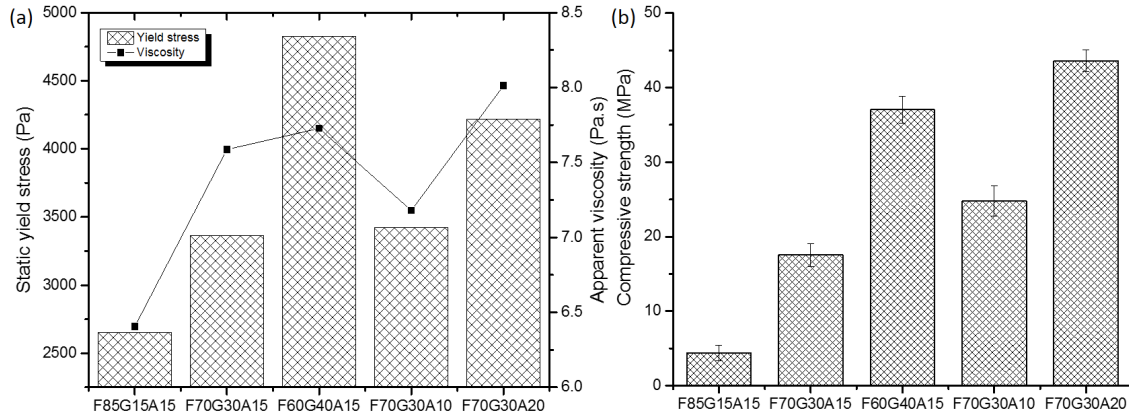 (a)
5000
4500
4000
3500
3000
2500
Static yield stress (Pa)
Yield stress
Viscosity
8.5
8.0
7.5
7.0
6.5
6.0
Apparent viscosity (Pa.s)
F85G15A15 F70G30A15 F60G40A15 F70G30A10 F70G30A20
(b)
50
40
30
20
10
0
Compressive strength (MPa)
F85G15A15 F70G30A15 F60G40A15 F70G30A10 F70G30A20